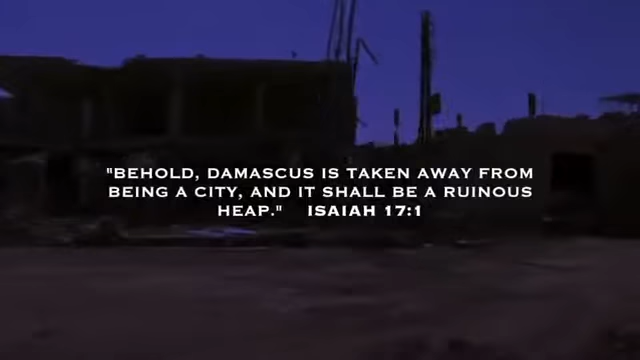 "BEHOLD, DAMASCUS IS TAKEN AWAY FROM
BEING A CITY, AND IT SHALL BE A RUINOUS
HEAP." ISAIAH 17:1